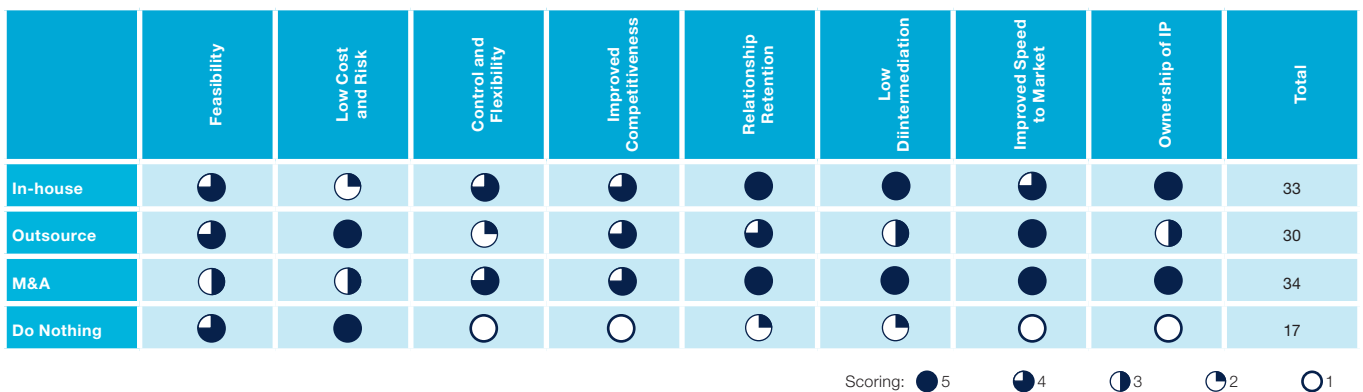 Feasibility
Low Cost
and Risk
Control and
Flexibility
Improved
Competitiveness
Relationship
Retention
Low
Diintermediation
Improved Speed
to Market
Ownership of IP
Total
In-house
33
Outsource
30
M&A
34
Do Nothing
17
Scoring: 5 4 3 2 1